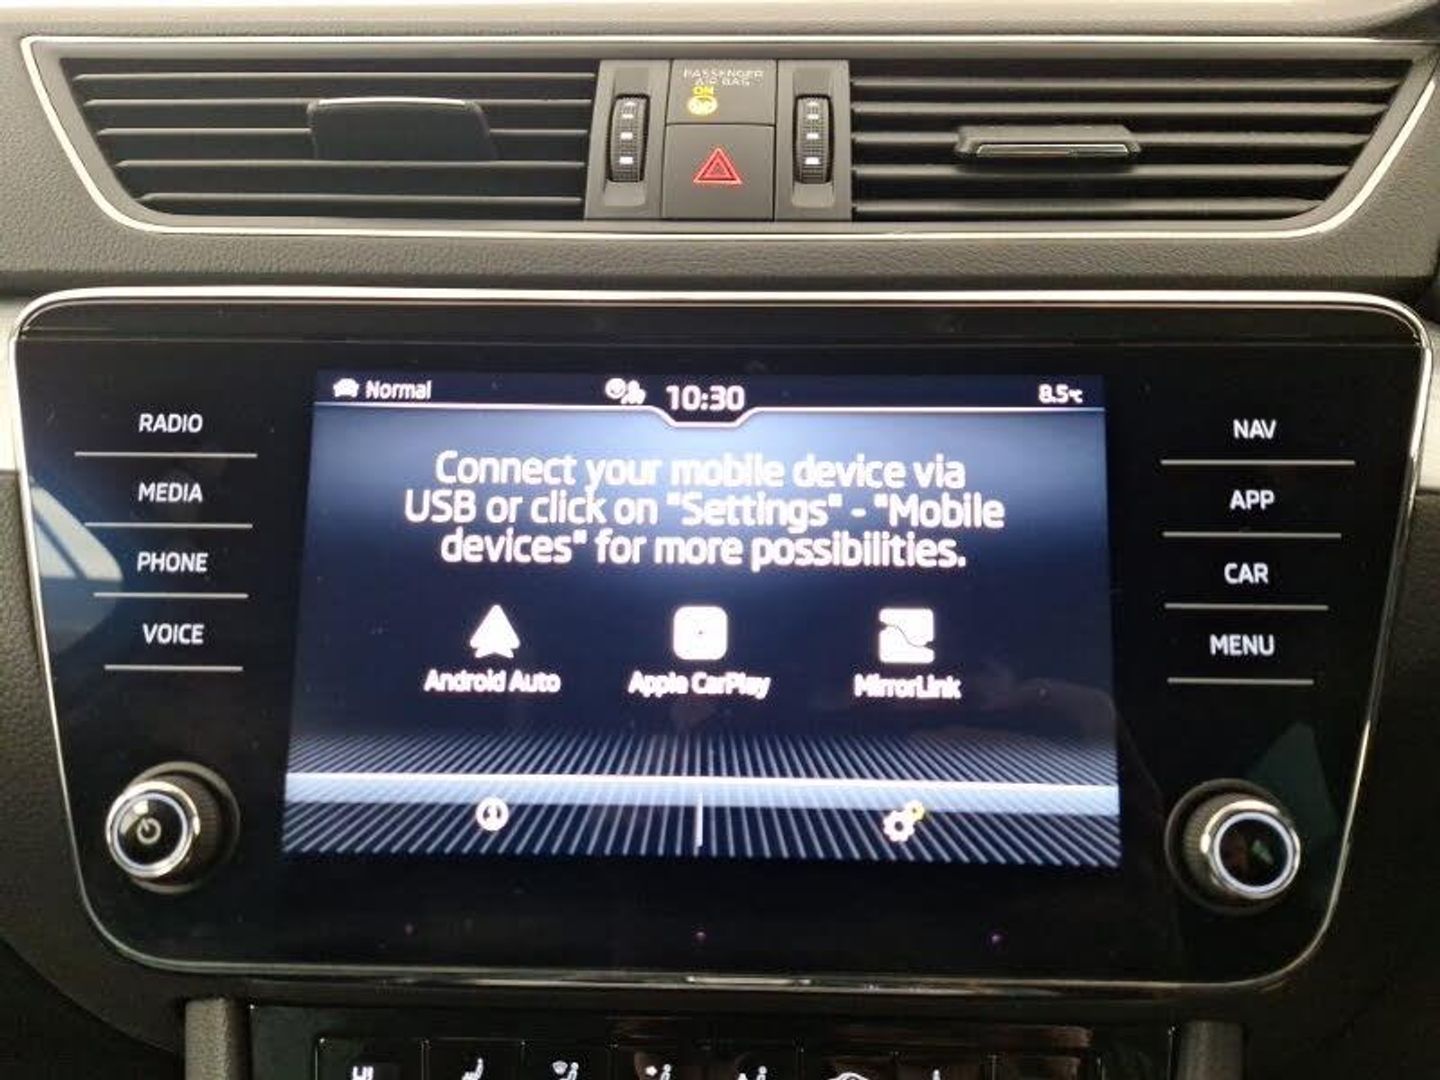 PASSENGER
AIR BAG
ON
Normal
10:30
8.5°C
RADIO
MEDIA
PHONE
VOICE
Connect your mobile device via
USB or click on "Settings" - "Mobile
devices" for more possibilities.
Android Auto
Apple CarPlay
MirrorLink
NAV
APP
CAR
MENU